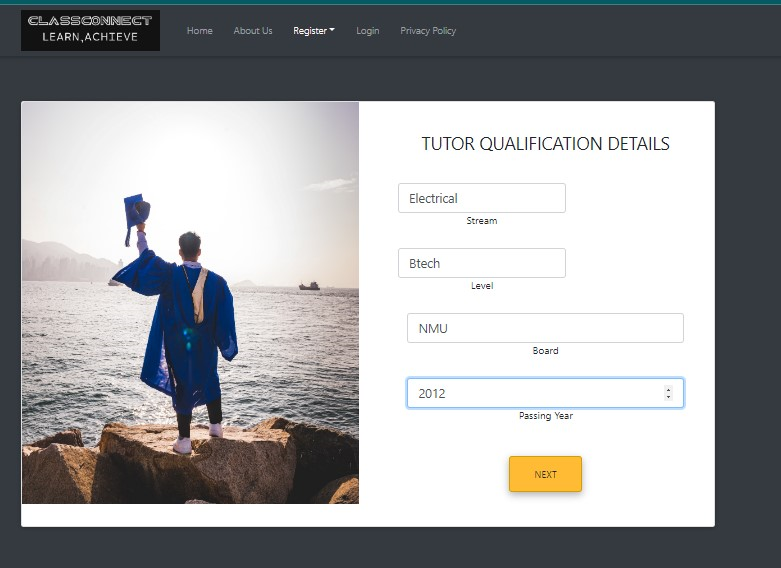 CLASSCONNECT
LEARN,ACHIEVE
Home About Us Register Login Privacy Policy
TUTOR QUALIFICATION DETAILS
Electrical
Stream
Btech
Level
NMU
Board
2012
Passing Year
NEXT